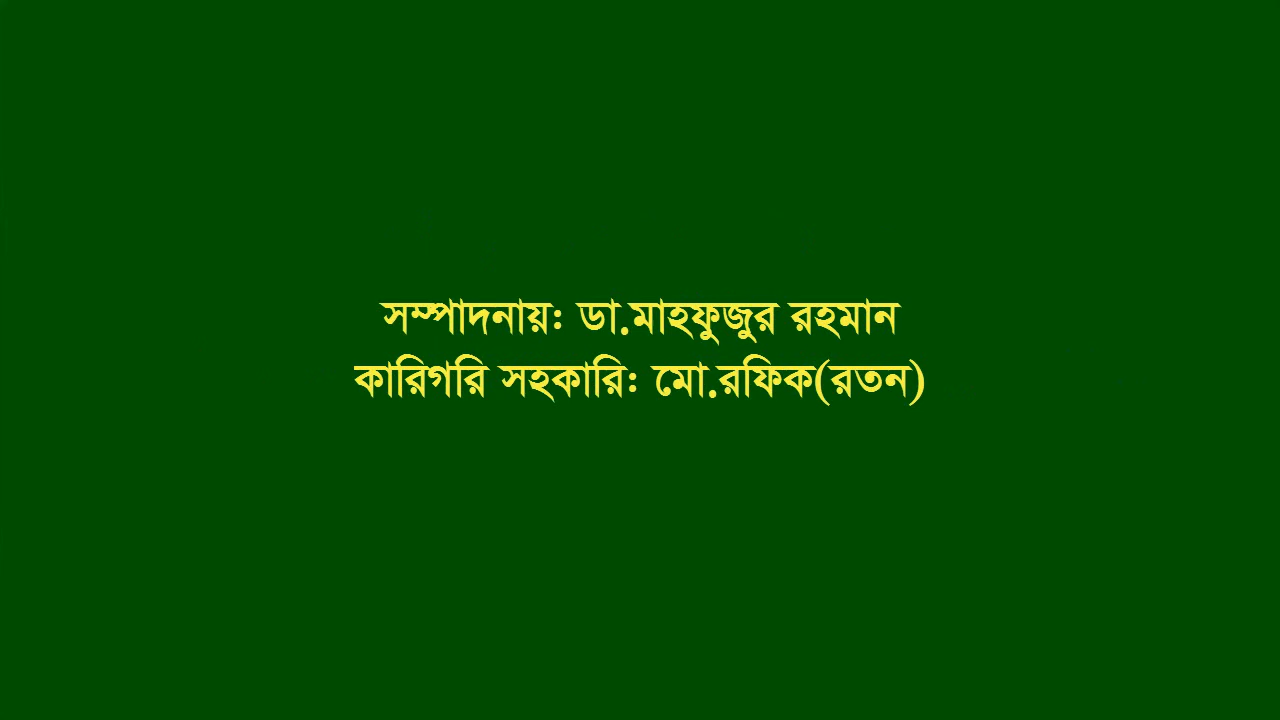 সম্পাদনায়: ডা.মাহফুজুর রহমান
কারিগরি সহকারি: মো.রফিক(রতন)